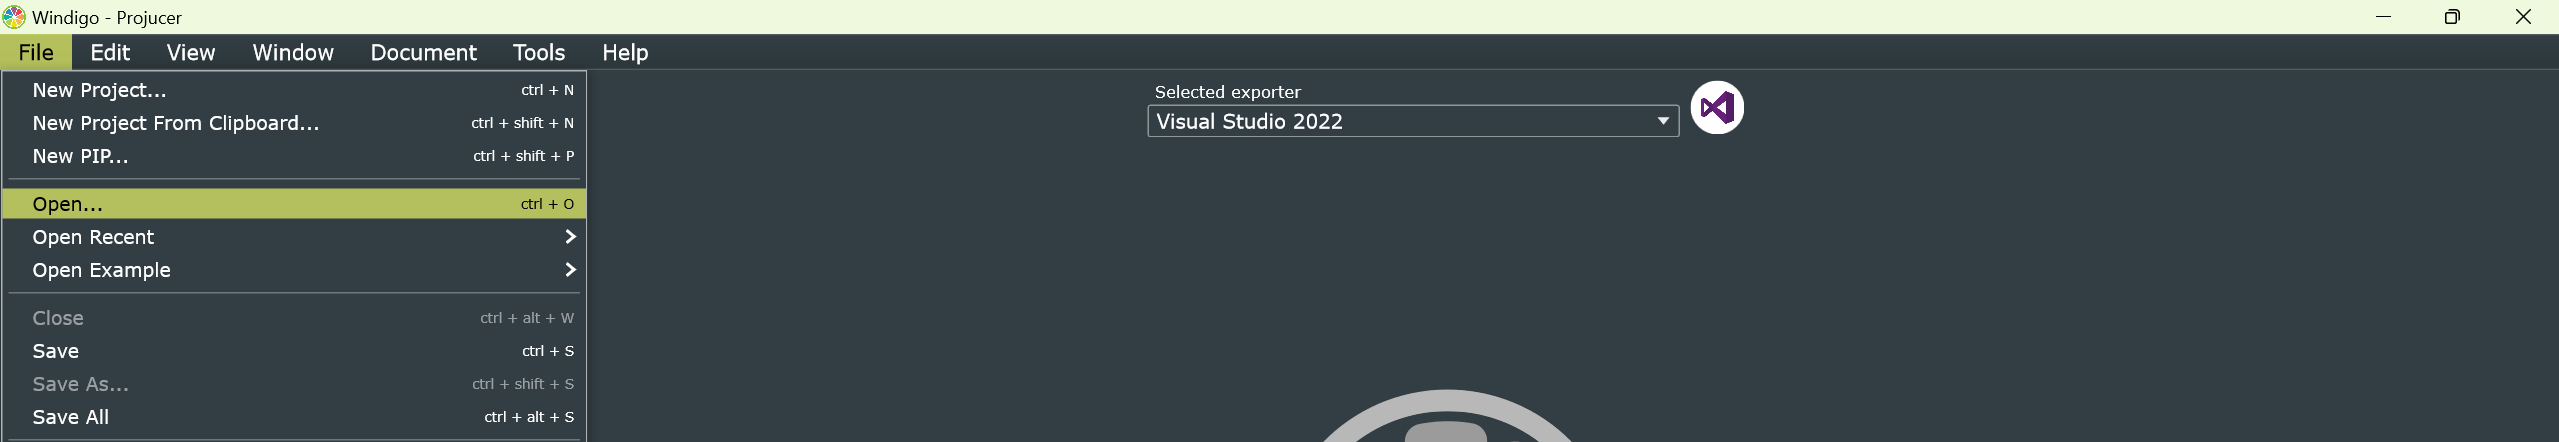 Windigo - Projucer
File Edit View Window Document Tools Help
New Project... ctrl + N
New Project From Clipboard... ctrl + shift + N
New PIP... ctrl + shift + P
Open... ctrl + O
Open Recent
Open Example
Close ctrl + alt + W
Save ctrl + S
Save As... ctrl + shift + S
Save All ctrl + alt + S
Selected exporter
Visual Studio 2022